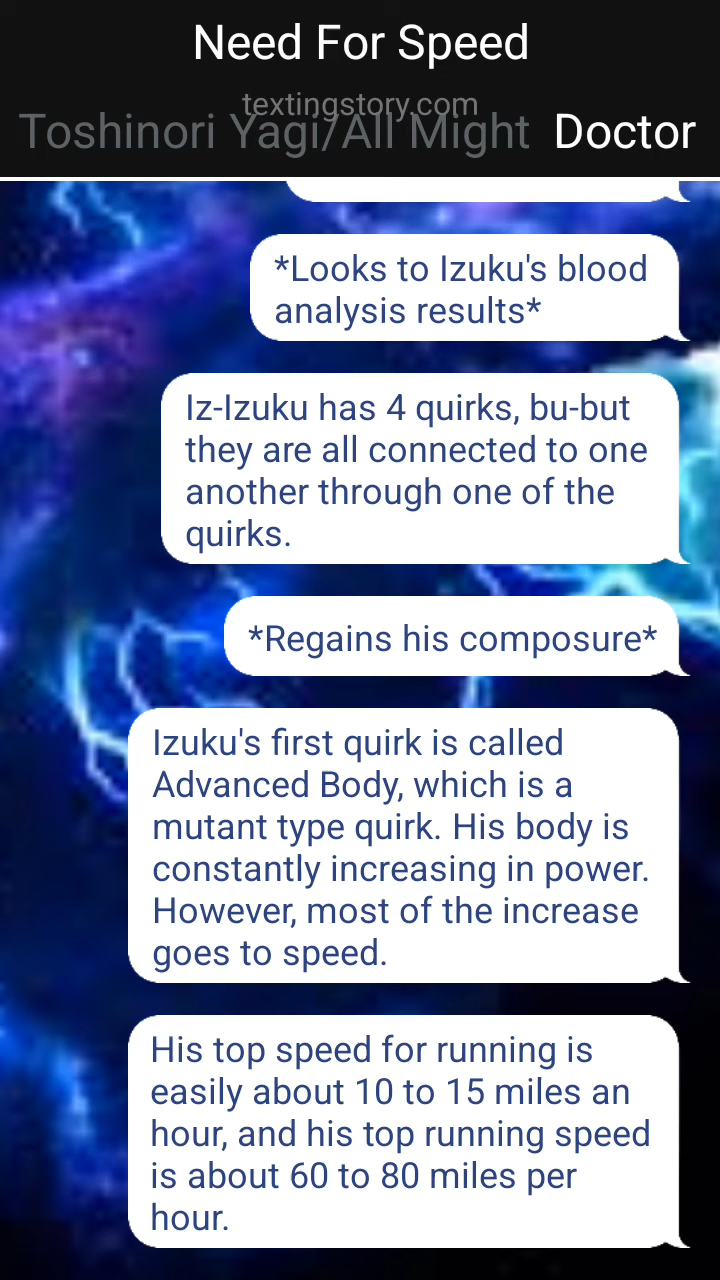 Need For Speed
textingstory.com
Toshinori Yagi/All Might Doctor
*Looks to Izuku's blood
analysis results*
Iz-Izuku has 4 quirks, bu-but
they are all connected to one
another through one of the
quirks.
*Regains his composure*
Izuku's first quirk is called
Advanced Body, which is a
mutant type quirk. His body is
constantly increasing in power.
However, most of the increase
goes to speed.
His top speed for running is
easily about 10 to 15 miles an
hour, and his top running speed
is about 60 to 80 miles per
hour.